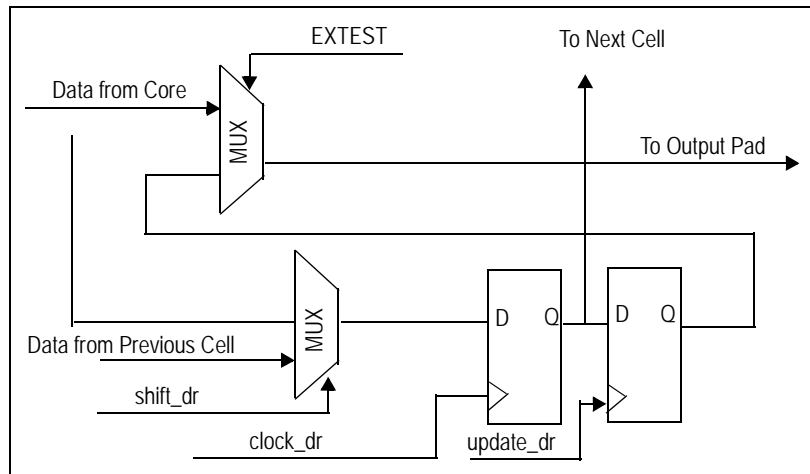 EXTEST
To Next Cell
Data from Core
MUX
To Output Pad
MUX
D Q
D Q
Data from Previous Cell
shift_dr
clock_dr
update_dr